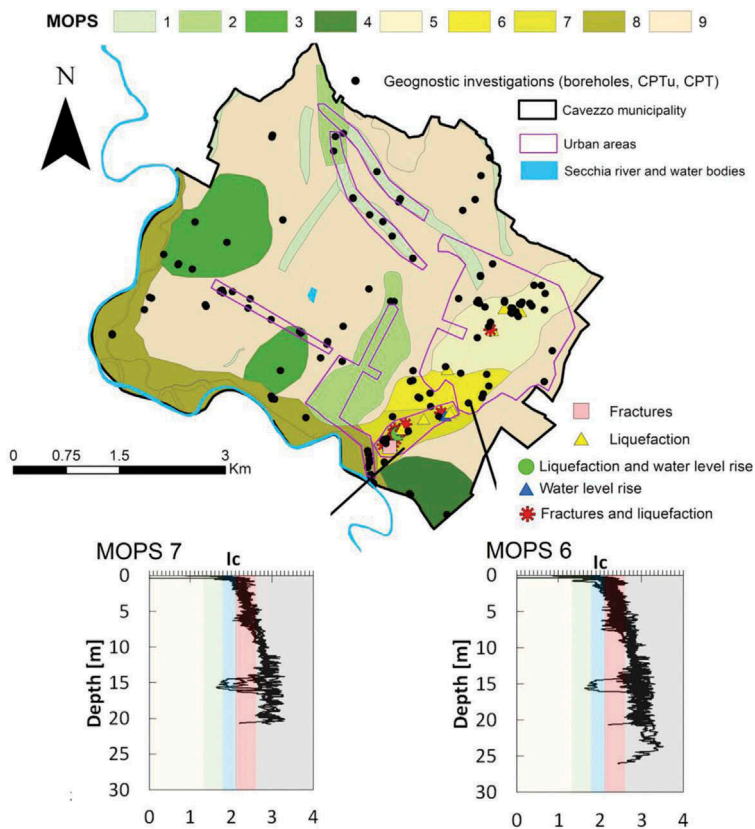 MOPS 1 2 3 4 5 6 7 8 9
N
Geognostic investigations (boreholes, CPTu, CPT)
Cavezzo municipality
Urban areas
Secchia river and water bodies
Fractures
Liquefaction
Liquefaction and water level rise
Water level rise
Fractures and liquefaction
0 0.75 1.5 3
Km
MOPS 7
Ic
Depth [m]
0
5
10
15
20
25
30
0 1 2 3 4
MOPS 6
Ic
Depth [m]
0
5
10
15
20
25
30
0 1 2 3 4